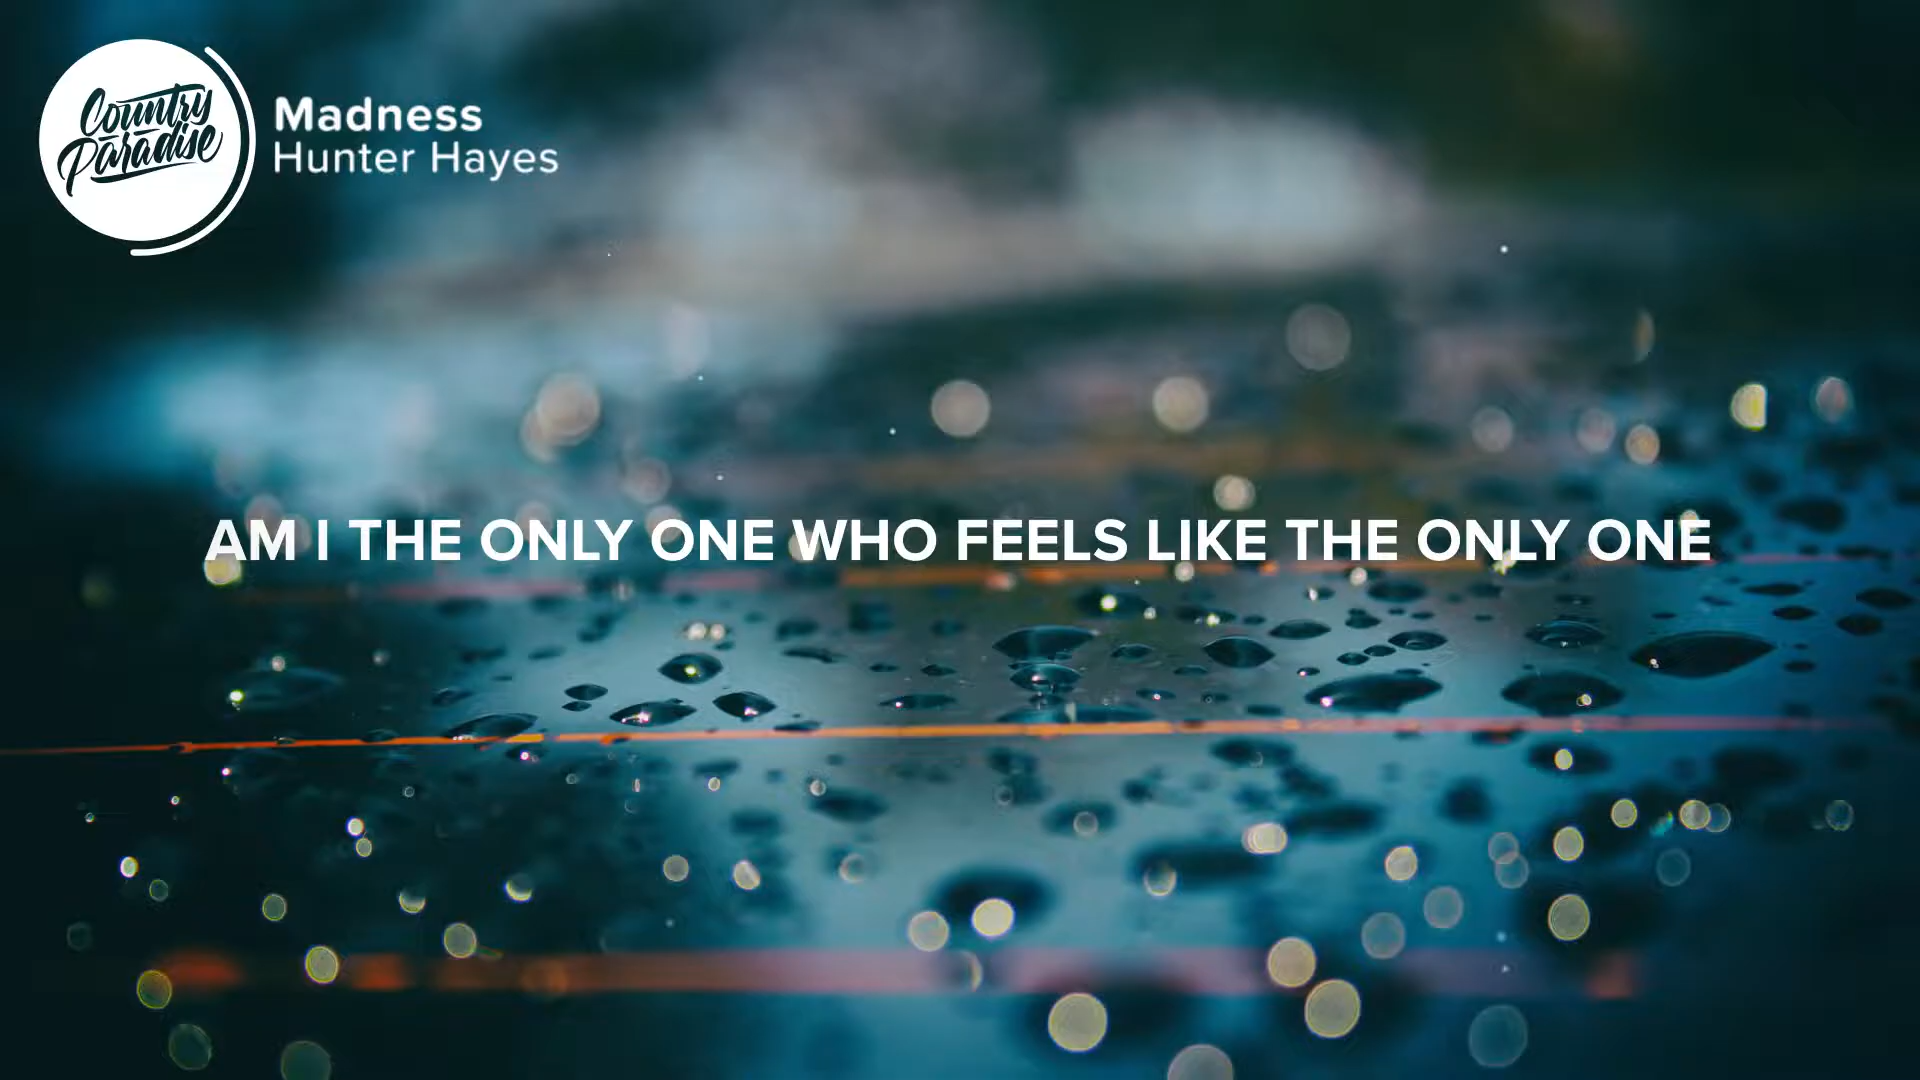 Country
Paradise
Madness
Hunter Hayes
AM I THE ONLY ONE WHO FEELS LIKE THE ONLY ONE